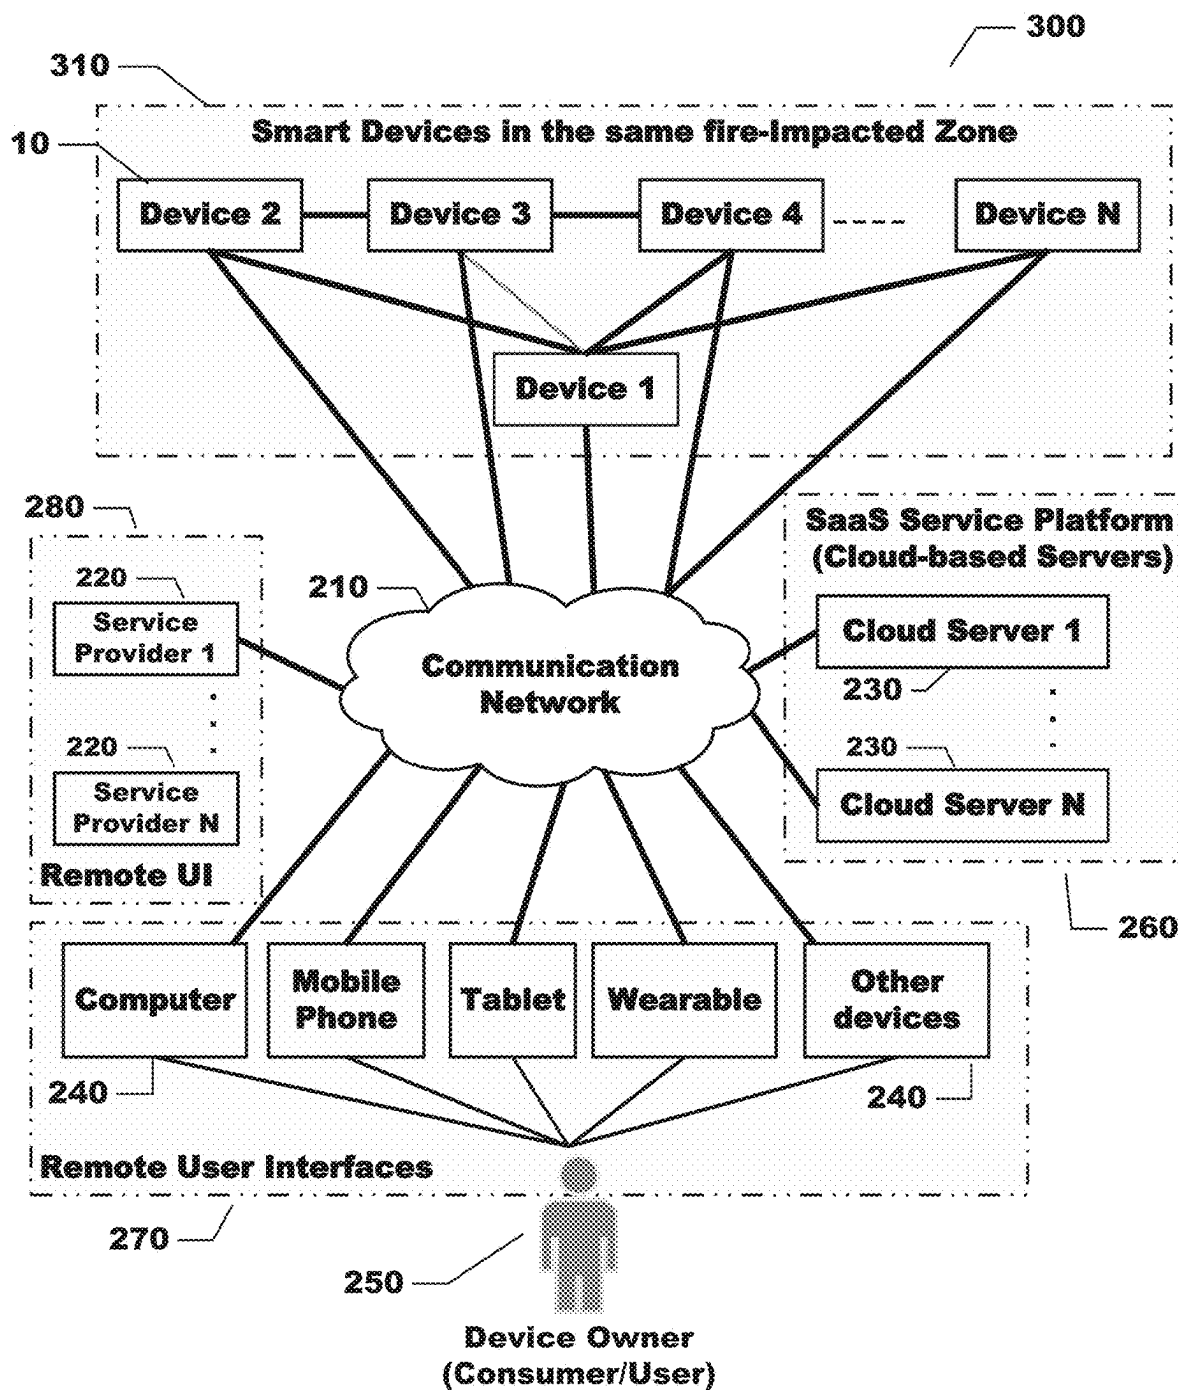 300
310
Smart Devices in the same fire-Impacted Zone
10
Device 2
Device 3
Device 4
Device N
Device 1
280
SaaS Service Platform
(Cloud-based Servers)
220
Service
Provider 1
210
Communication
Network
Cloud Server 1
230
220
Service
Provider N
230
Cloud Server N
Remote UI
260
Computer
Mobile
Phone
Tablet
Wearable
Other
devices
240
240
Remote User Interfaces
270
250
Device Owner
(Consumer/User)